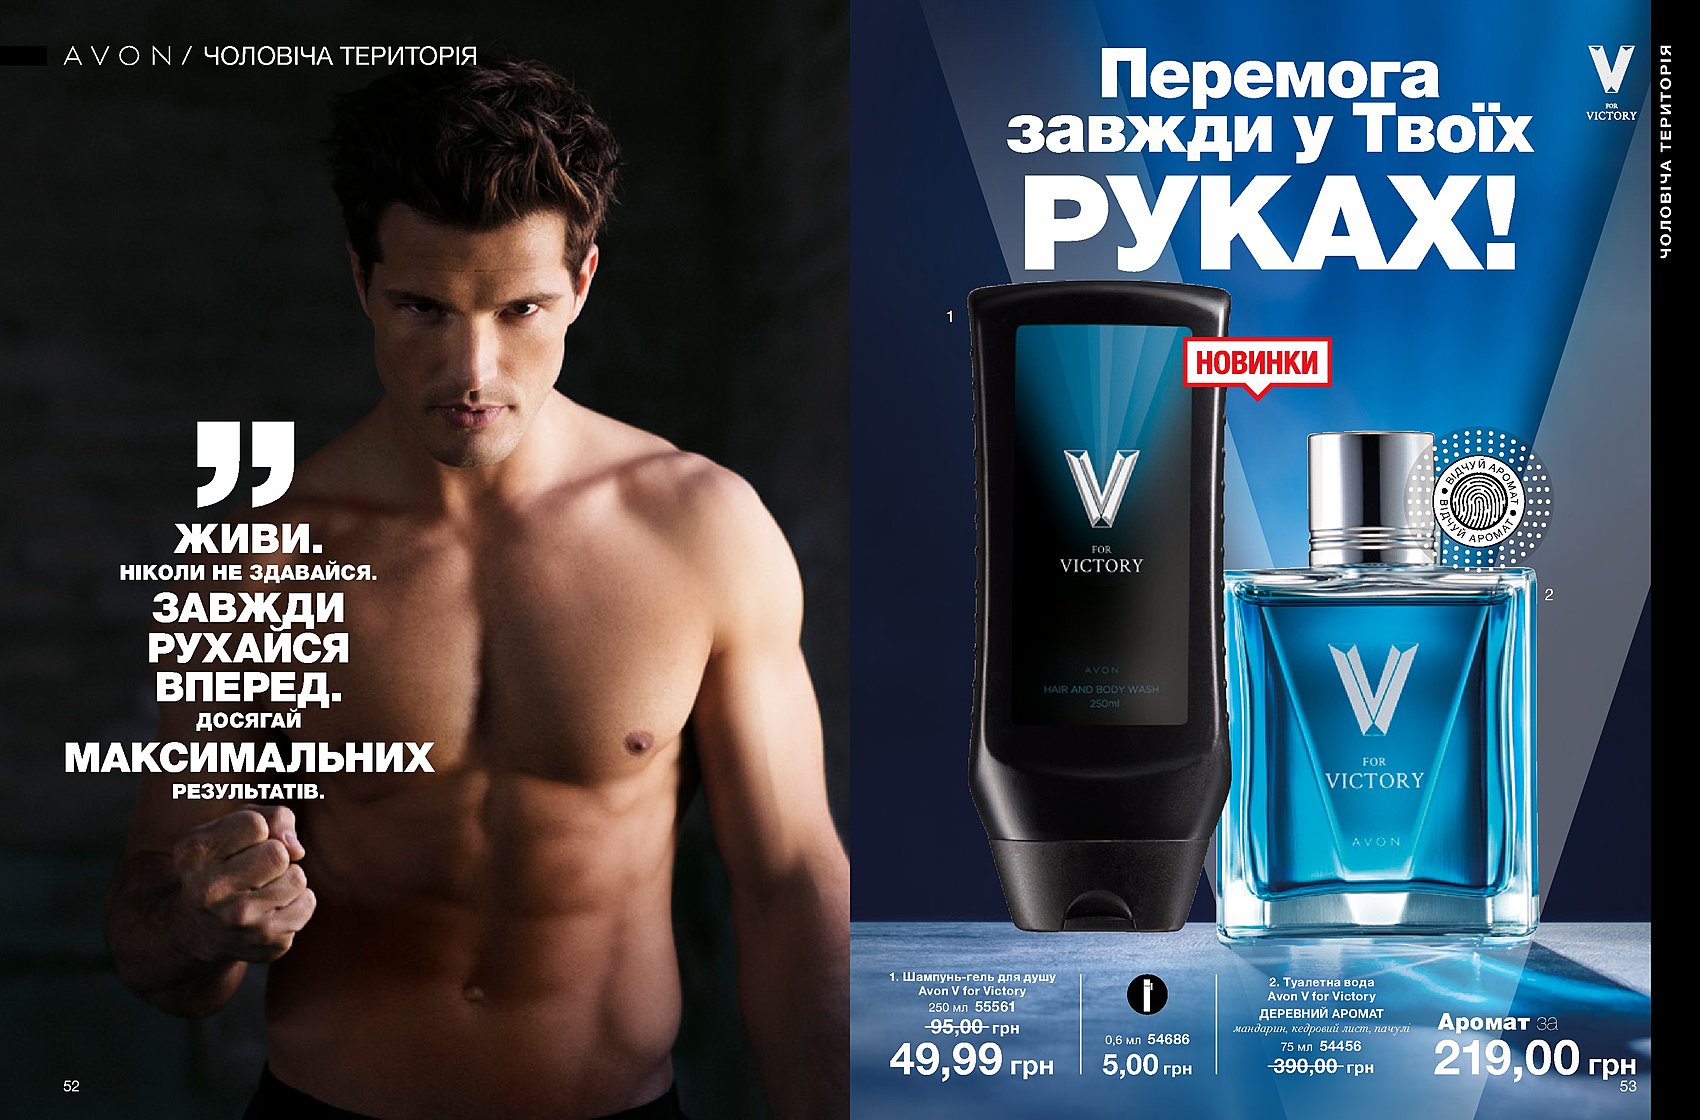 AVON / ЧОЛОВІЧА ТЕРИТОРІЯ
”
ЖИВИ.
НІКОЛИ НЕ ЗДАВАЙСЯ.
ЗАВЖДИ
РУХАЙСЯ
ВПЕРЕД.
ДОСЯГАЙ
МАКСИМАЛЬНИХ
РЕЗУЛЬТАТІВ.
52
Перемога
завжди у Твоїх
РУКАХ!
V
FOR
VICTORY
ЧОЛОВІЧА ТЕРИТОРІЯ
1
НОВИНКИ
V
FOR
VICTORY
AVON
HAIR AND BODY WASH
250ml
ВІДЧУЙ АРОМАТ • ВІДЧУЙ АРОМАТ •
2
V
FOR
VICTORY
AVON
1. Шампунь-гель для душу
Avon V for Victory
250 мл 55561
95,00 грн
49,99 грн
0,6 мл 54686
5,00 грн
2. Туалетна вода
Avon V for Victory
ДЕРЕВНИЙ АРОМАТ
мандарин, кедровий лист, пачулі
75 мл 54456
390,00 грн
Аромат за
219,00 грн
53